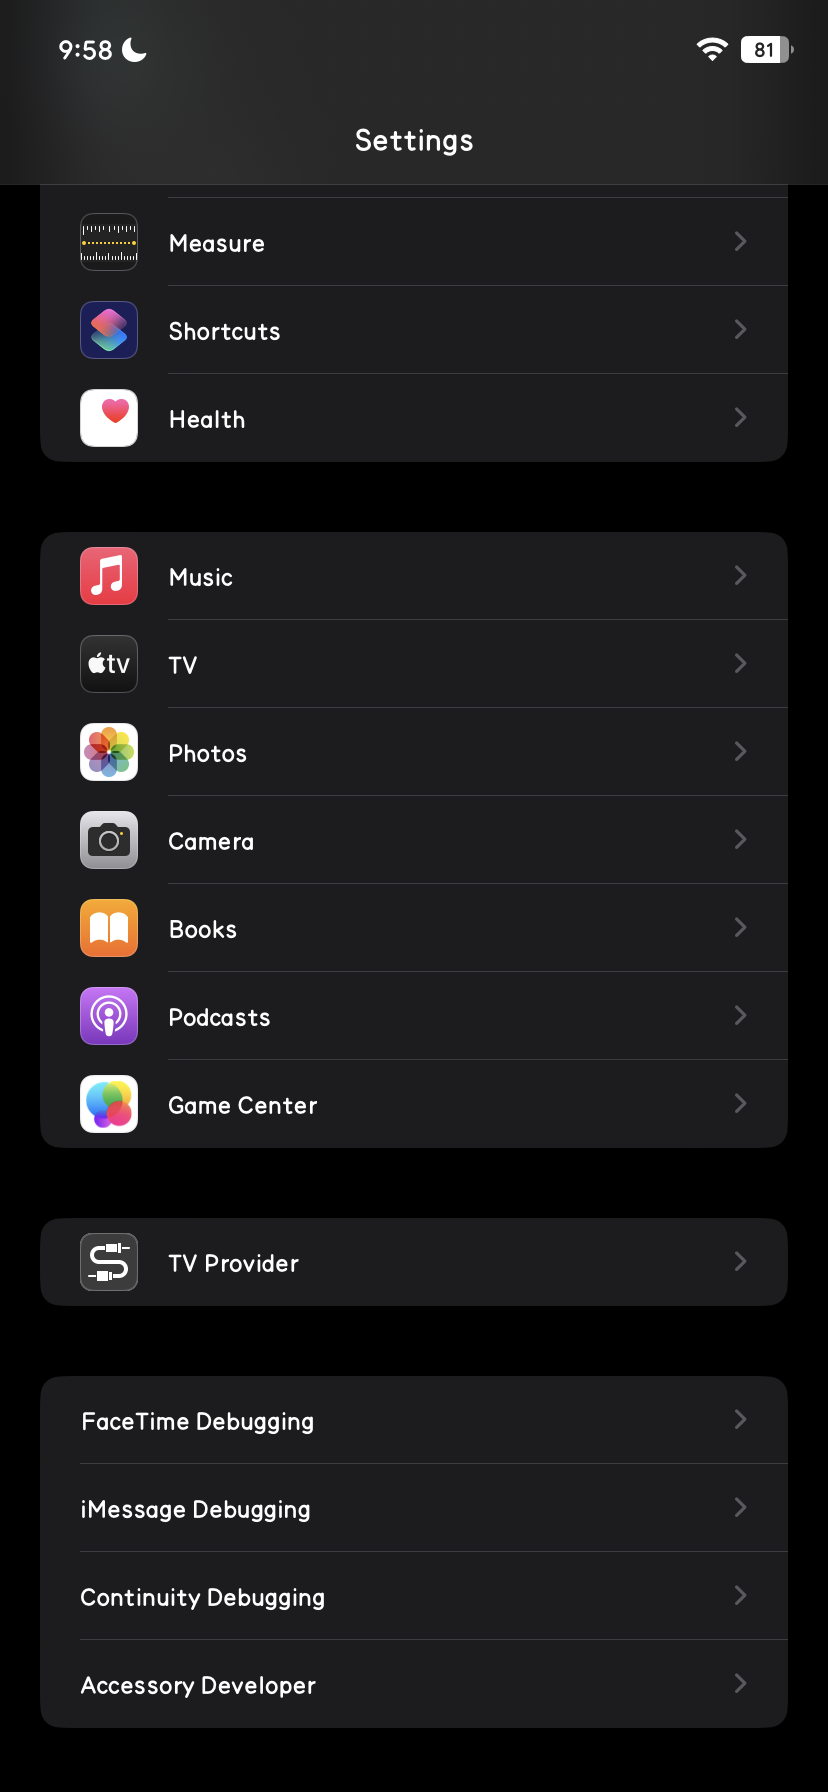 9:58
81
Settings
Measure
Shortcuts
Health
Music
tv
TV
Photos
Camera
Books
Podcasts
Game Center
TV Provider
FaceTime Debugging
iMessage Debugging
Continuity Debugging
Accessory Developer